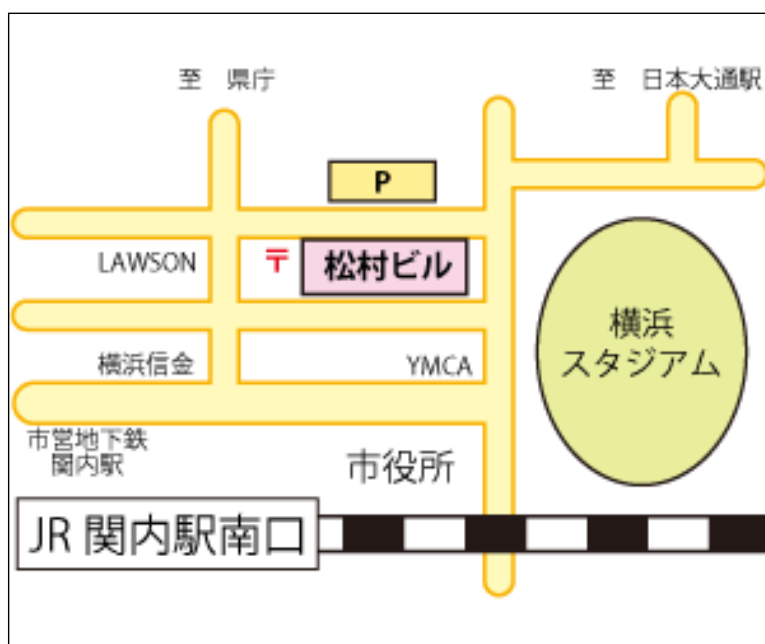 至　県庁
至　日本大通駅
P
LAWSON
〒
松村ビル
横浜
スタジアム
横浜信金
YMCA
市営地下鉄
関内駅
市役所
JR 関内駅南口